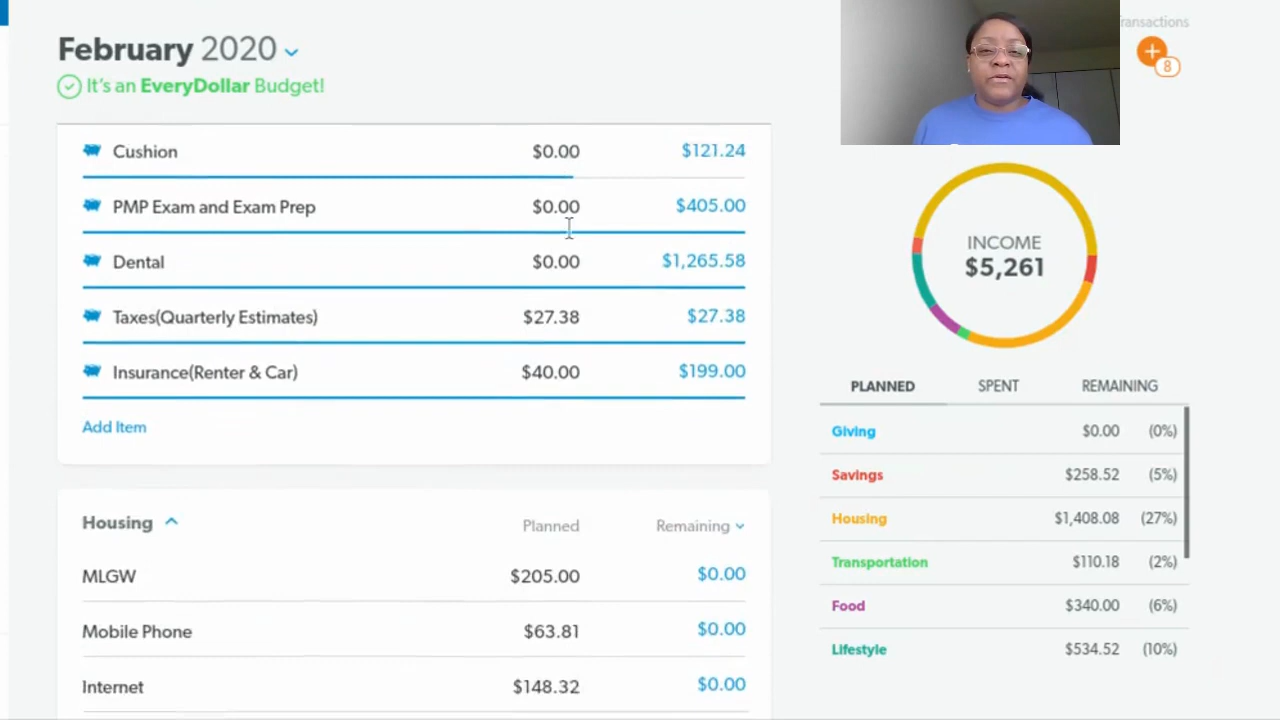 February 2020
It's an EveryDollar Budget!
Transactions
8
Cushion $0.00 $121.24
PMP Exam and Exam Prep $0.00 $405.00
Dental $0.00 $1,265.58
Taxes(Quarterly Estimates) $27.38 $27.38
Insurance(Renter & Car) $40.00 $199.00
Add Item
Housing Planned Remaining
MLGW $205.00 $0.00
Mobile Phone $63.81 $0.00
Internet $148.32 $0.00
INCOME
$5,261
PLANNED SPENT REMAINING
Giving $0.00 (0%)
Savings $258.52 (5%)
Housing $1,408.08 (27%)
Transportation $110.18 (2%)
Food $340.00 (6%)
Lifestyle $534.52 (10%)